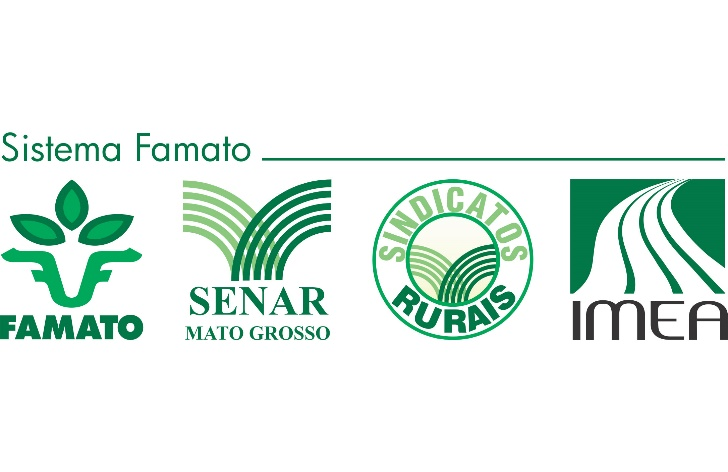 Sistema Famato
FAMATO
SENAR
MATO GROSSO
SINDICATOS
RURAIS
IMEA